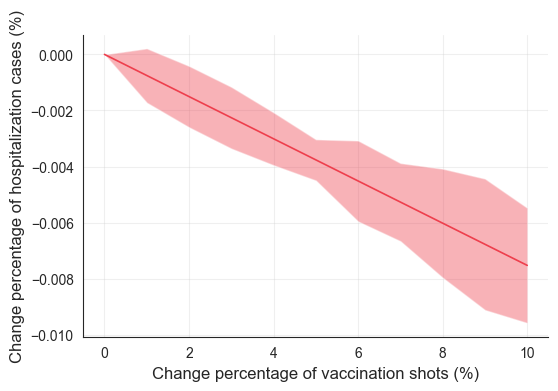 Change percentage of hospitalization cases (%)
0.000
−0.002
−0.004
−0.006
−0.008
−0.010
0 2 4 6 8 10
Change percentage of vaccination shots (%)